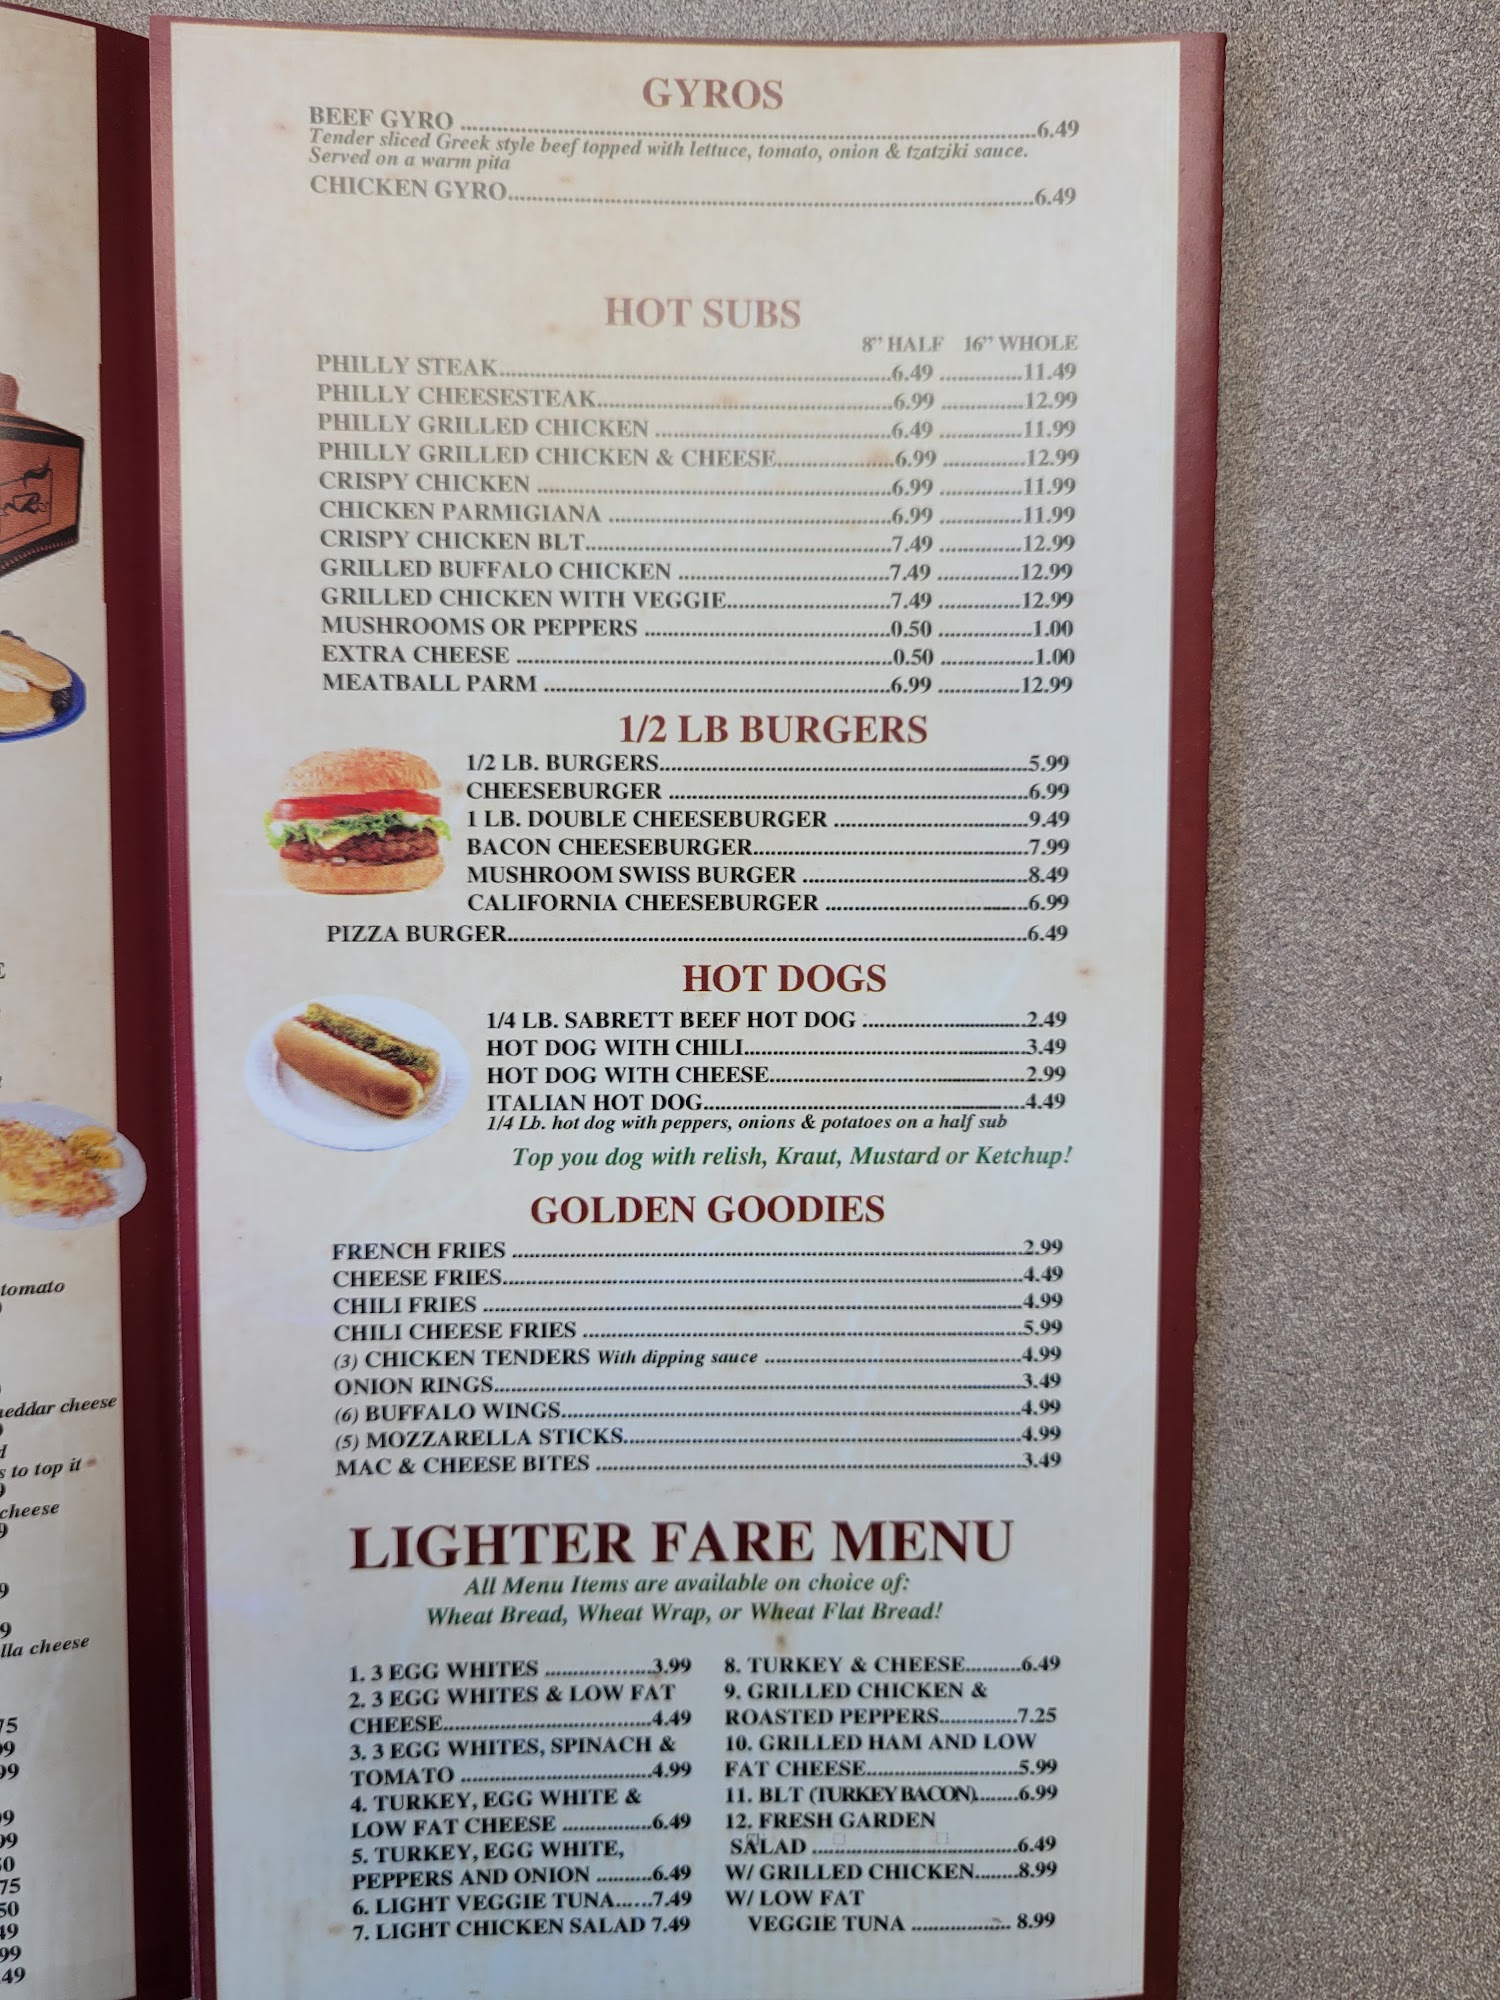 GYROS
BEEF GYRO ...... 6.49
Tender sliced Greek style beef topped with lettuce, tomato, onion & tzatziki sauce.
Served on a warm pita
CHICKEN GYRO ...... 6.49
HOT SUBS
8" HALF 16" WHOLE
PHILLY STEAK ...... 6.49 ...... 11.49
PHILLY CHEESESTEAK ...... 6.99 ...... 12.99
PHILLY GRILLED CHICKEN ...... 6.49 ...... 11.99
PHILLY GRILLED CHICKEN & CHEESE ...... 6.99 ...... 12.99
CRISPY CHICKEN ...... 6.99 ...... 11.99
CHICKEN PARMIGIANA ...... 6.99 ...... 11.99
CRISPY CHICKEN BLT ...... 7.49 ...... 12.99
GRILLED BUFFALO CHICKEN ...... 7.49 ...... 12.99
GRILLED CHICKEN WITH VEGGIE ...... 7.49 ...... 12.99
MUSHROOMS OR PEPPERS ...... 0.50 ...... 1.00
EXTRA CHEESE ...... 0.50 ...... 1.00
MEATBALL PARM ...... 6.99 ...... 12.99
1/2 LB BURGERS
1/2 LB. BURGERS ...... 5.99
CHEESEBURGER ...... 6.99
1 LB. DOUBLE CHEESEBURGER ...... 9.49
BACON CHEESEBURGER ...... 7.99
MUSHROOM SWISS BURGER ...... 8.49
CALIFORNIA CHEESEBURGER ...... 6.99
PIZZA BURGER ...... 6.49
HOT DOGS
1/4 LB. SABRETT BEEF HOT DOG ...... 2.49
HOT DOG WITH CHILI ...... 3.49
HOT DOG WITH CHEESE ...... 2.99
ITALIAN HOT DOG ...... 4.49
1/4 Lb. hot dog with peppers, onions & potatoes on a half sub
Top you dog with relish, Kraut, Mustard or Ketchup!
GOLDEN GOODIES
FRENCH FRIES ...... 2.99
CHEESE FRIES ...... 4.49
CHILI FRIES ...... 4.99
CHILI CHEESE FRIES ...... 5.99
(3) CHICKEN TENDERS With dipping sauce ...... 4.99
ONION RINGS ...... 3.49
(6) BUFFALO WINGS ...... 4.99
(5) MOZZARELLA STICKS ...... 4.99
MAC & CHEESE BITES ...... 3.49
LIGHTER FARE MENU
All Menu Items are available on choice of:
Wheat Bread, Wheat Wrap, or Wheat Flat Bread!
1. 3 EGG WHITES ...... 3.99
2. 3 EGG WHITES & LOW FAT
CHEESE ...... 4.49
3. 3 EGG WHITES, SPINACH &
TOMATO ...... 4.99
4. TURKEY, EGG WHITE &
LOW FAT CHEESE ...... 6.49
5. TURKEY, EGG WHITE,
PEPPERS AND ONION ...... 6.49
6. LIGHT VEGGIE TUNA ...... 7.49
7. LIGHT CHICKEN SALAD 7.49
8. TURKEY & CHEESE ...... 6.49
9. GRILLED CHICKEN &
ROASTED PEPPERS ...... 7.25
10. GRILLED HAM AND LOW
FAT CHEESE ...... 5.99
11. BLT (TURKEY BACON) ...... 6.99
12. FRESH GARDEN
SALAD ...... 6.49
W/ GRILLED CHICKEN ...... 8.99
W/ LOW FAT
VEGGIE TUNA ...... 8.99
tomato
cheese
s to top it
cheese
cheese